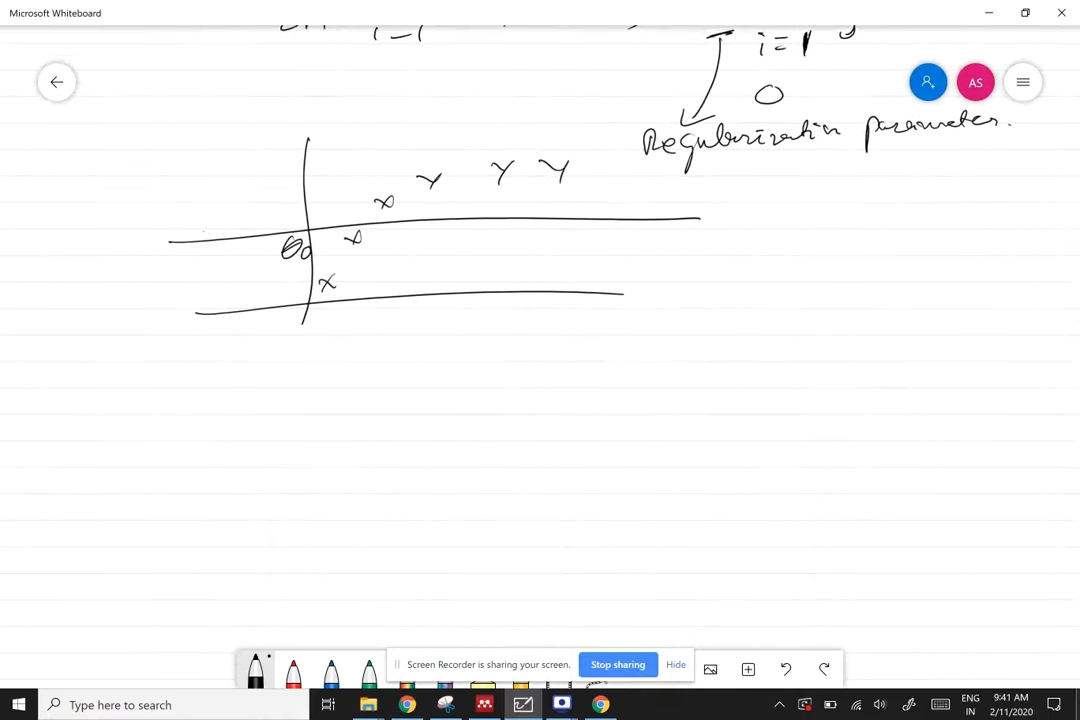 Microsoft Whiteboard
i = 1
AS
0
Regularization parameter.
Y Y Y
x
θ0 x
x
Screen Recorder is sharing your screen.
Stop sharing
Hide
Type here to search
ENG
IN
9:41 AM
2/11/2020